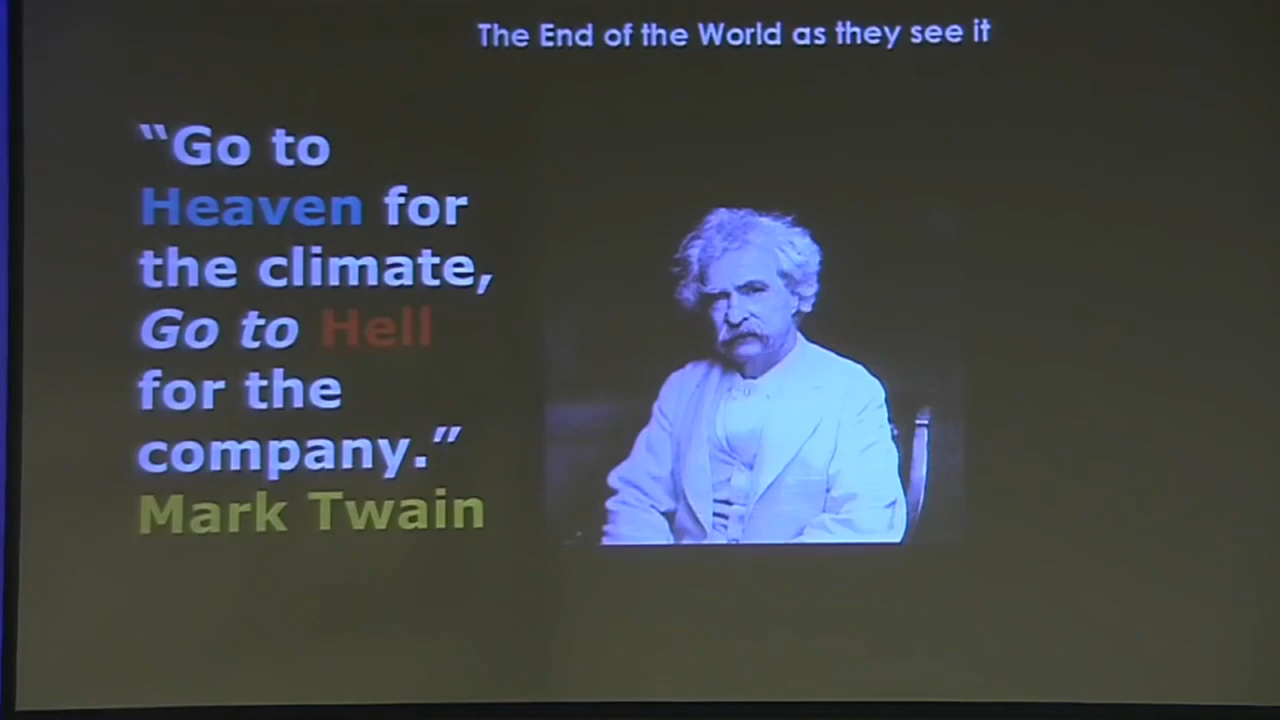 The End of the World as they see it
“Go to
Heaven for
the climate,
Go to Hell
for the
company.”
Mark Twain